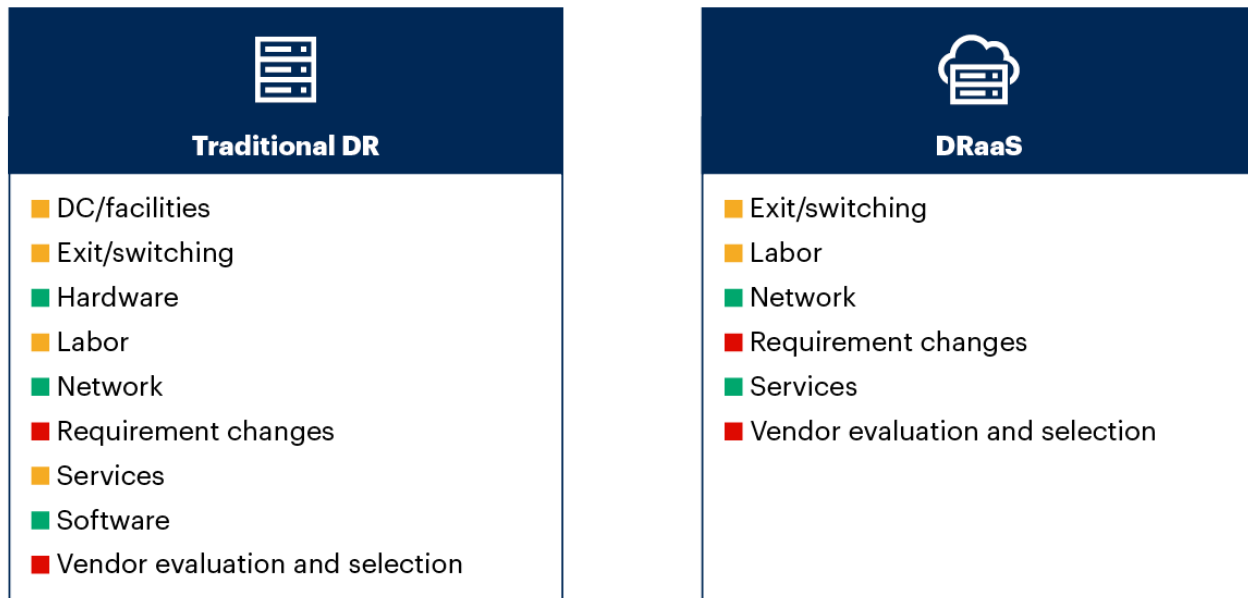 Traditional DR
DC/facilities
Exit/switching
Hardware
Labor
Network
Requirement changes
Services
Software
Vendor evaluation and selection
DRaaS
Exit/switching
Labor
Network
Requirement changes
Services
Vendor evaluation and selection